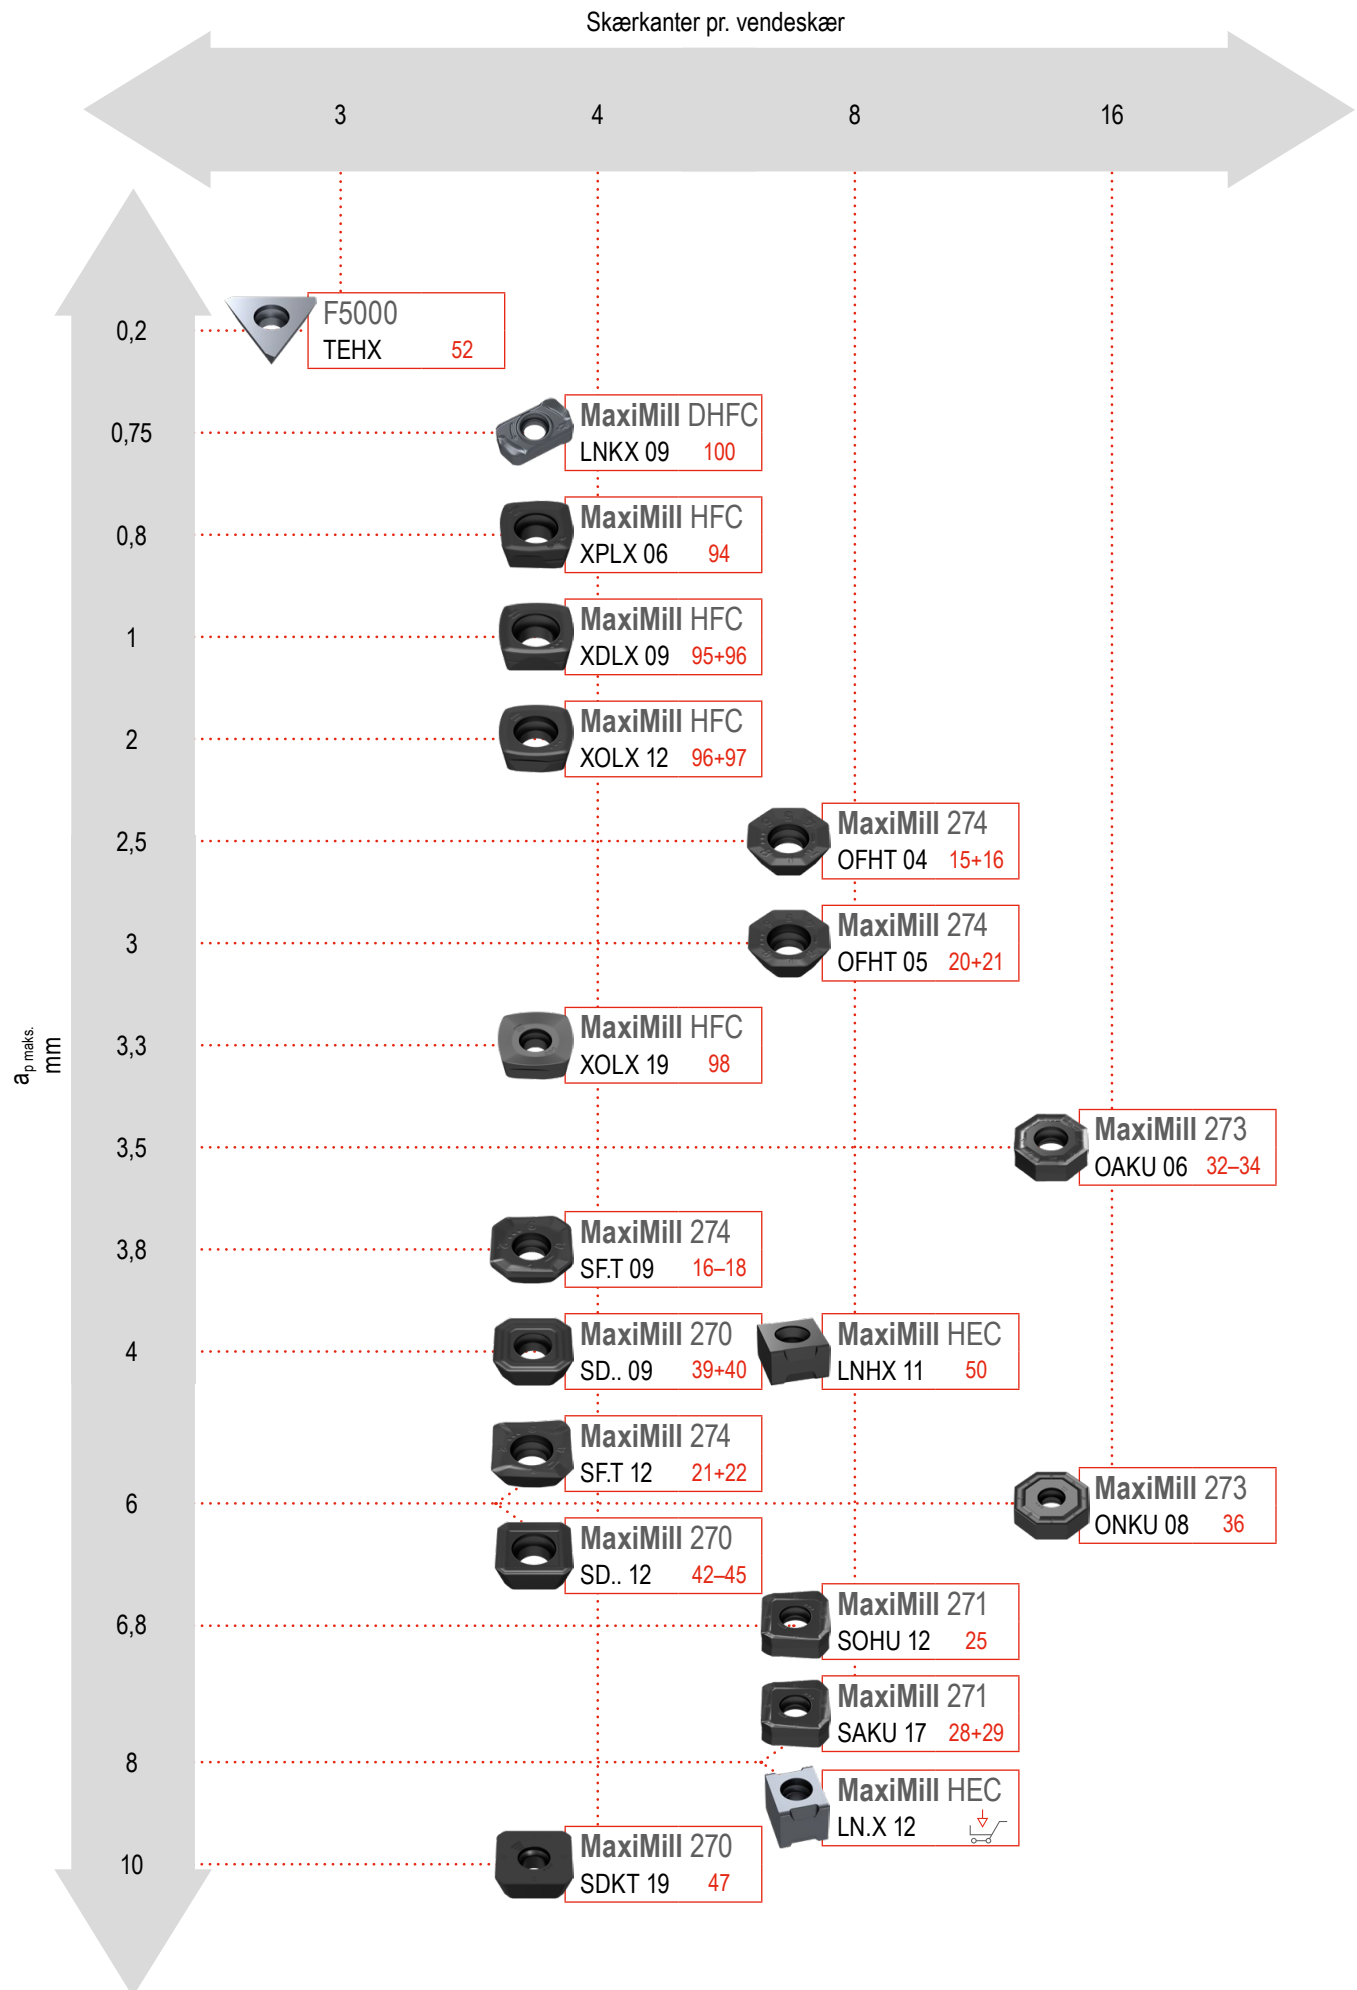 Skærkanter pr. vendeskær
3
4
8
16
a p maks.
mm
0,2
F5000
TEHX 52
0,75
MaxiMill DHFC
LNKX 09 100
0,8
MaxiMill HFC
XPLX 06 94
1
MaxiMill HFC
XDLX 09 95+96
2
MaxiMill HFC
XOLX 12 96+97
2,5
MaxiMill 274
OFHT 04 15+16
3
MaxiMill 274
OFHT 05 20+21
3,3
MaxiMill HFC
XOLX 19 98
3,5
MaxiMill 273
OAKU 06 32–34
3,8
MaxiMill 274
SF.T 09 16–18
4
MaxiMill 270
SD.. 09 39+40
MaxiMill HEC
LNHX 11 50
6
MaxiMill 274
SF.T 12 21+22
MaxiMill 270
SD.. 12 42–45
MaxiMill 273
ONKU 08 36
6,8
MaxiMill 271
SOHU 12 25
8
MaxiMill 271
SAKU 17 28+29
MaxiMill HEC
LN.X 12
10
MaxiMill 270
SDKT 19 47